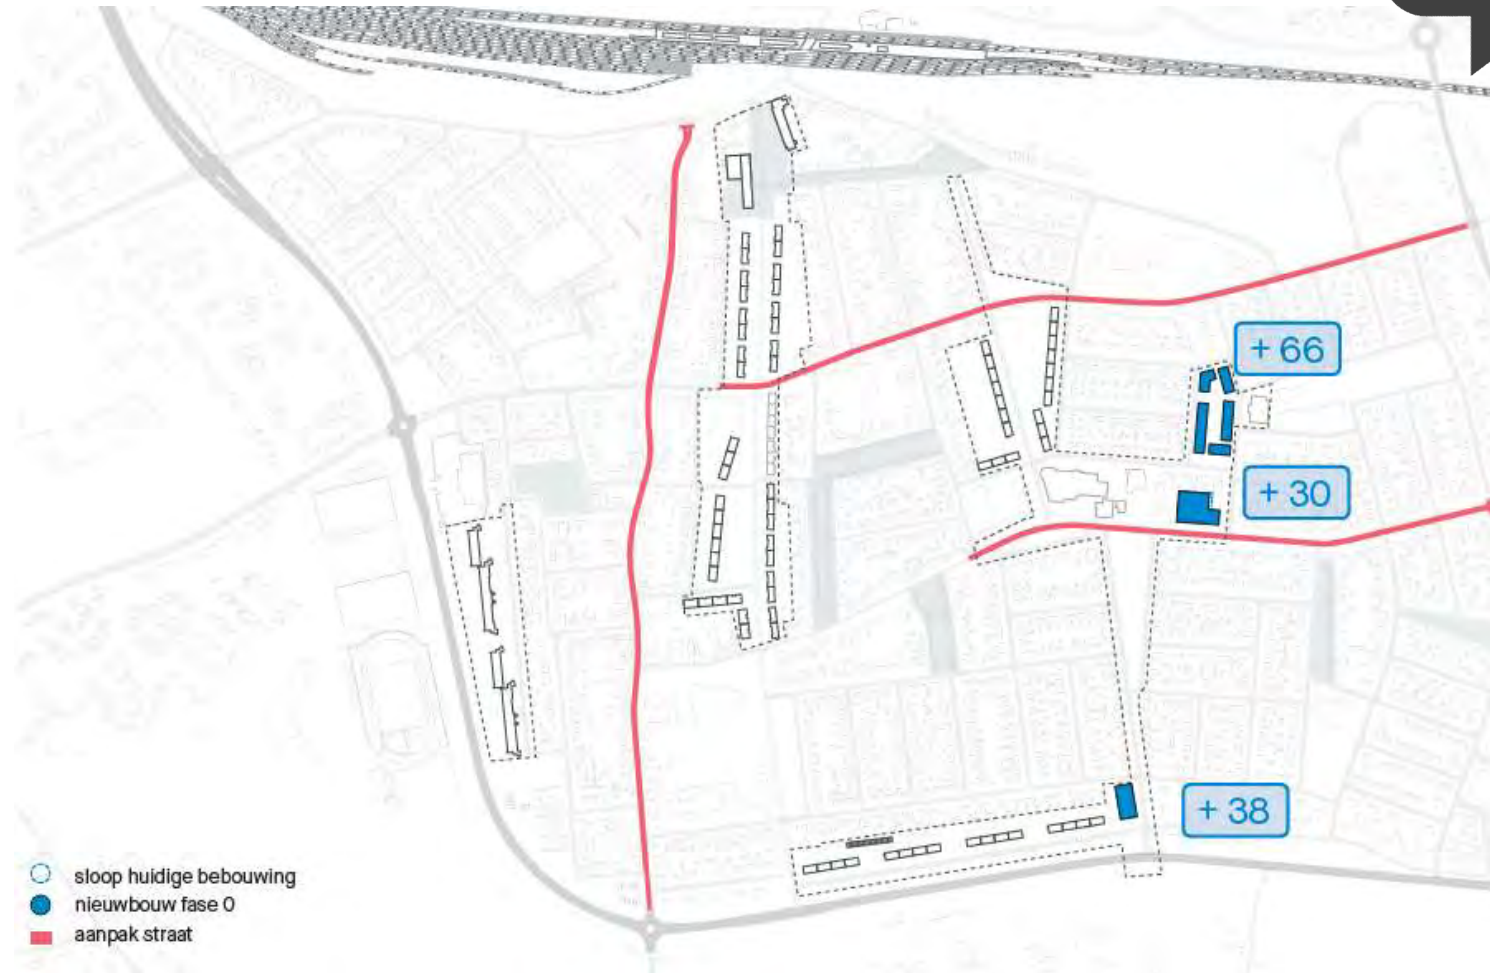 + 66
+ 30
+ 38
sloop huidige bebouwing
nieuwbouw fase 0
aanpak straat